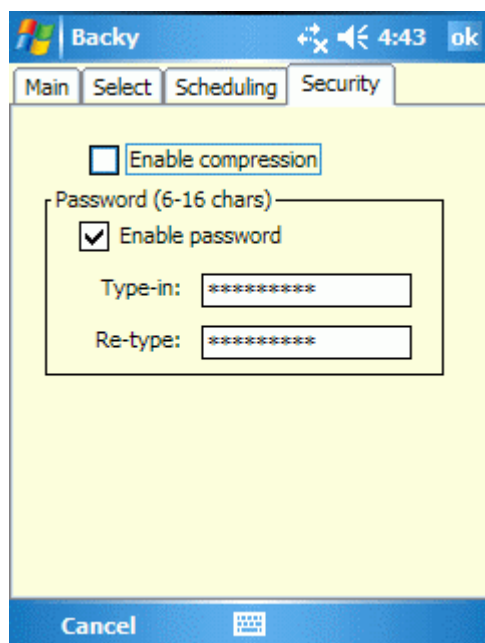 Backy 4:43 ok
Main Select Scheduling Security
Enable compression
Password (6-16 chars)
Enable password
Type-in: *********
Re-type: *********
Cancel